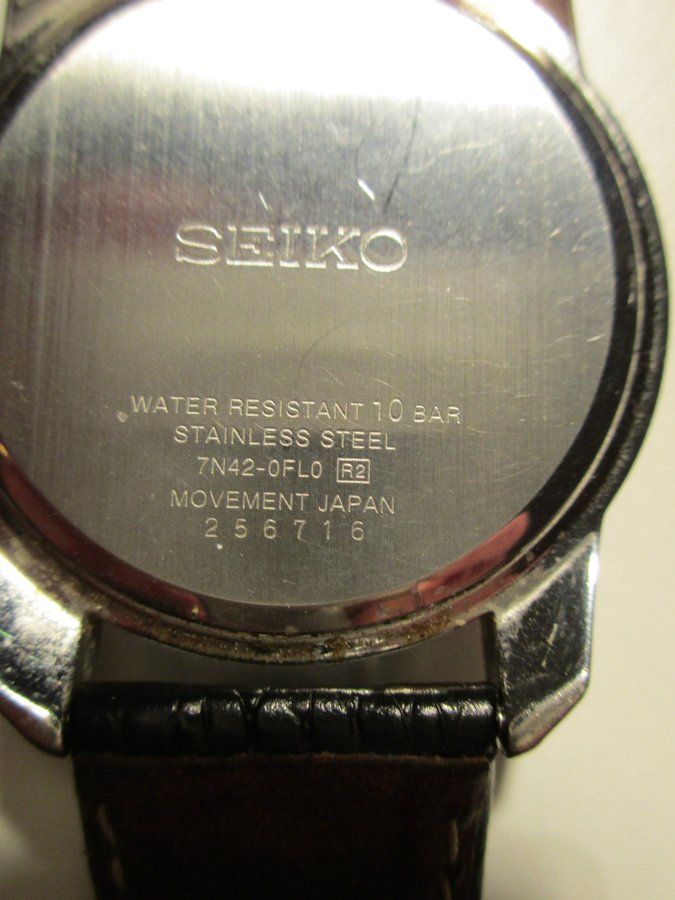 SEIKO
WATER RESISTANT 10 BAR
STAINLESS STEEL
7N42-0FL0 R2
MOVEMENT JAPAN
256716